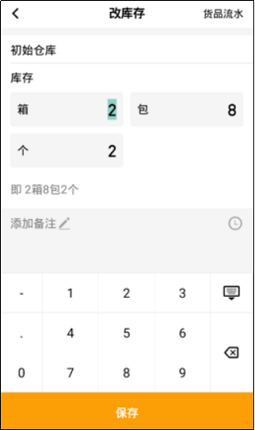 改库存 货品流水
初始仓库
库存
箱 2 包 8
个 2
即 2箱8包2个
添加备注
- 1 2 3
. 4 5 6
0 7 8 9
保存